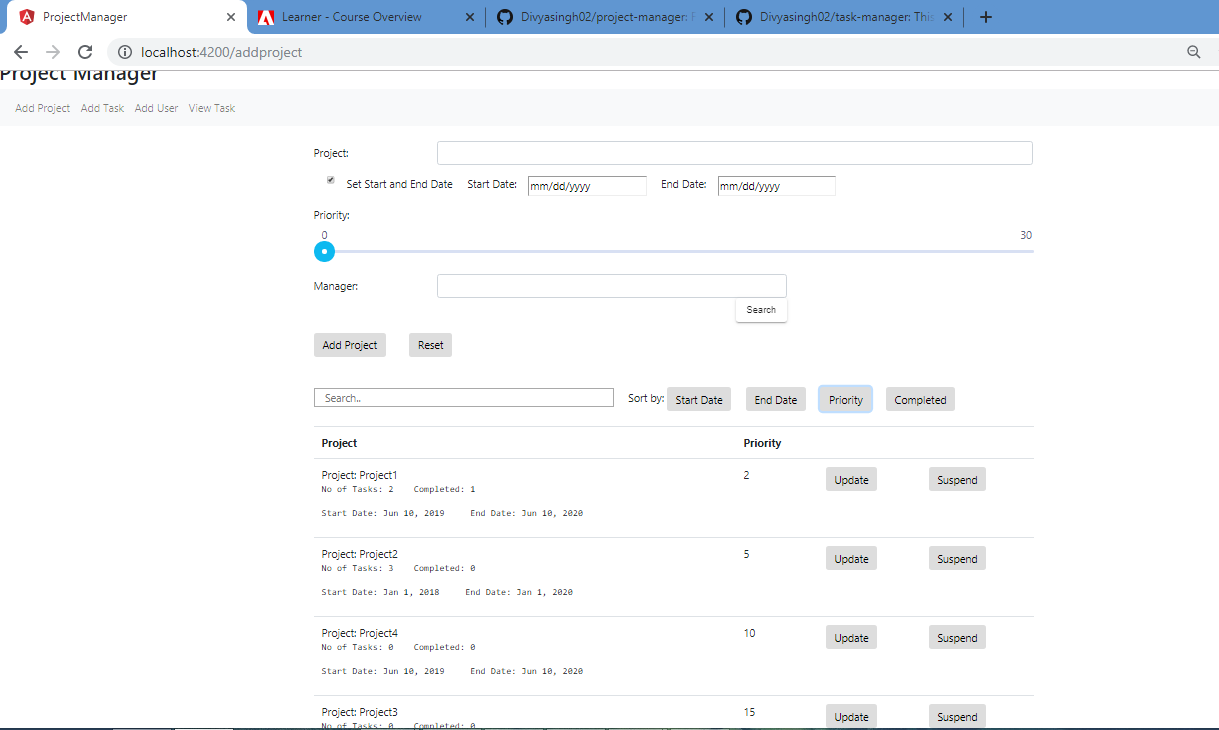 ProjectManager
Learner - Course Overview
Divyasingh02/project-manager:
Divyasingh02/task-manager: This
localhost:4200/addproject
Project Manager
Add Project Add Task Add User View Task
Project:
Set Start and End Date Start Date: mm/dd/yyyy End Date: mm/dd/yyyy
Priority:
0 30
Manager:
Search
Add Project Reset
Search.. Sort by: Start Date End Date Priority Completed
Project Priority
Project: Project1 2 Update Suspend
No of Tasks: 2 Completed: 1
Start Date: Jun 10, 2019 End Date: Jun 10, 2020
Project: Project2 5 Update Suspend
No of Tasks: 3 Completed: 0
Start Date: Jan 1, 2018 End Date: Jan 1, 2020
Project: Project4 10 Update Suspend
No of Tasks: 0 Completed: 0
Start Date: Jun 10, 2019 End Date: Jun 10, 2020
Project: Project3 15 Update Suspend
No of Tasks: 0 Completed: 0